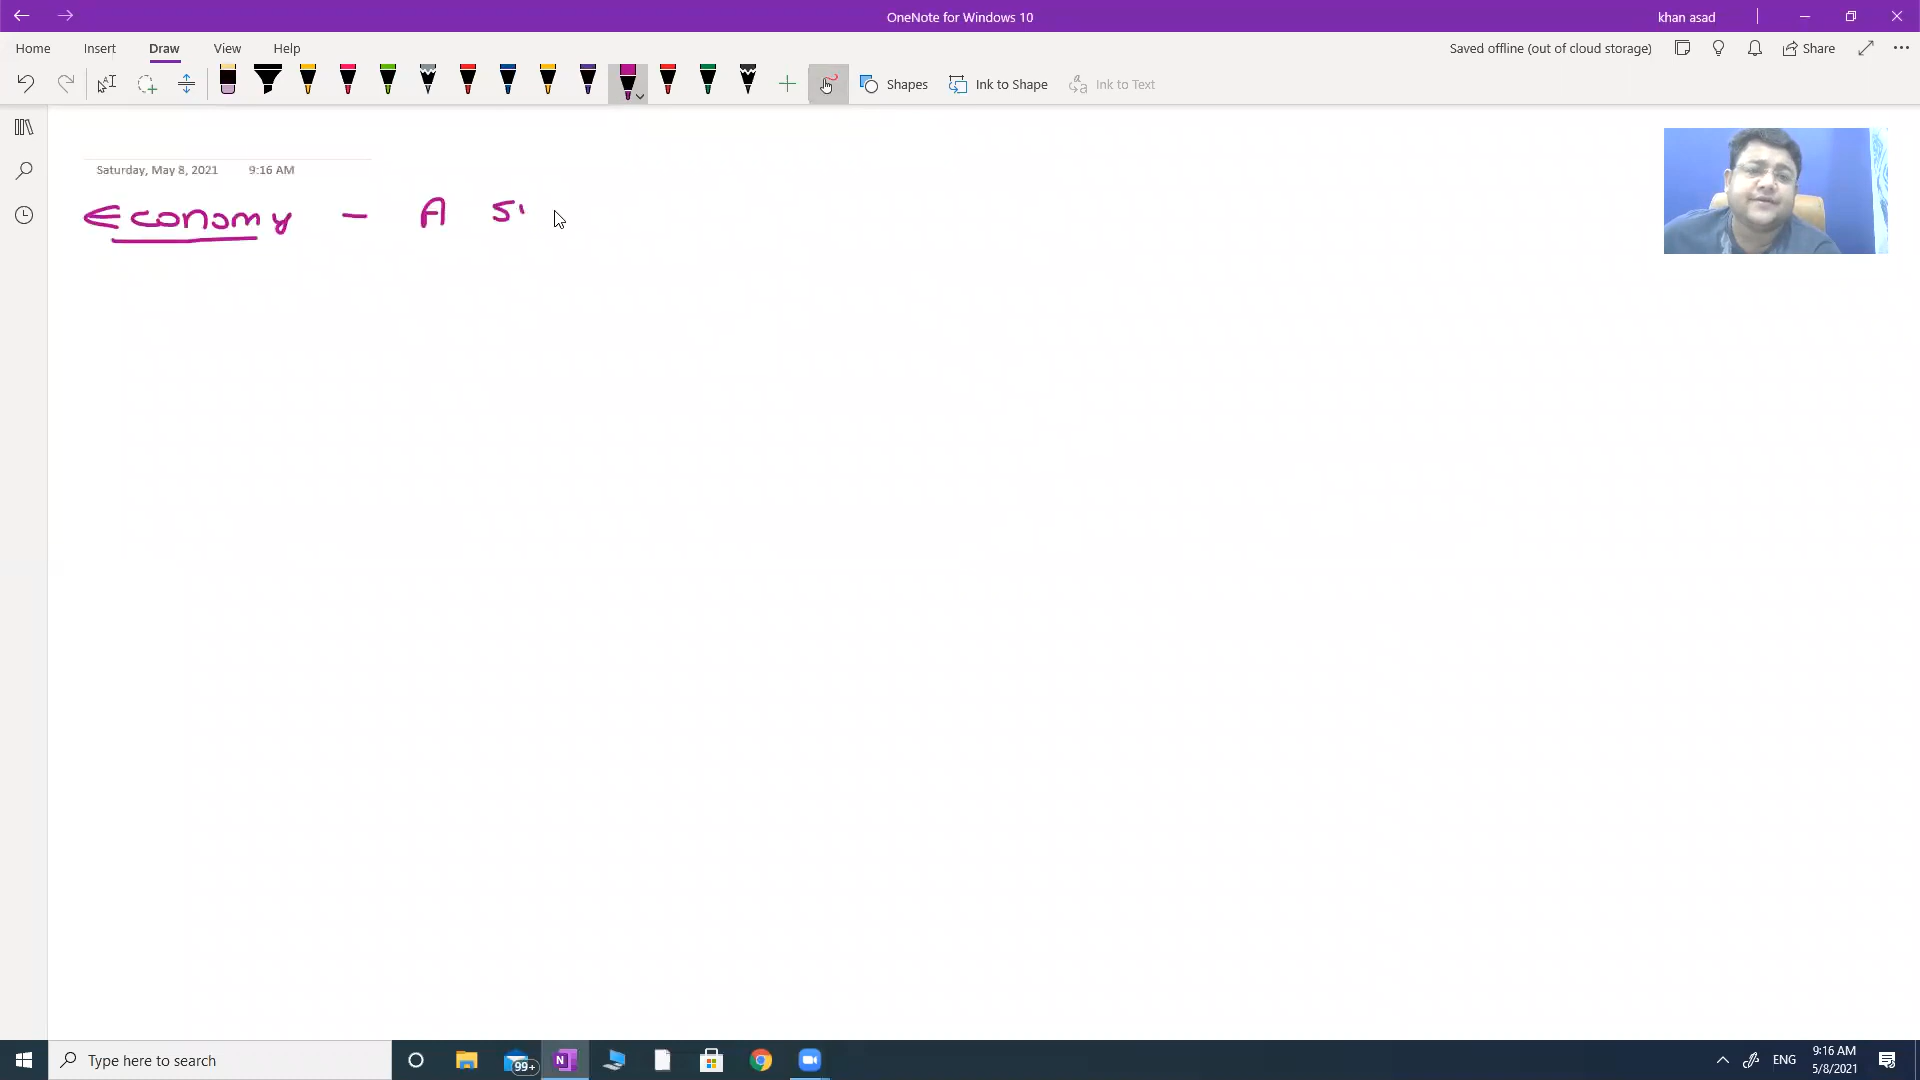 OneNote for Windows 10 khan asad
Home Insert Draw View Help Saved offline (out of cloud storage) Share
Shapes Ink to Shape Ink to Text
Saturday, May 8, 2021 9:16 AM
Economy - A
Type here to search 99+ ENG 9:16 AM
5/8/2021